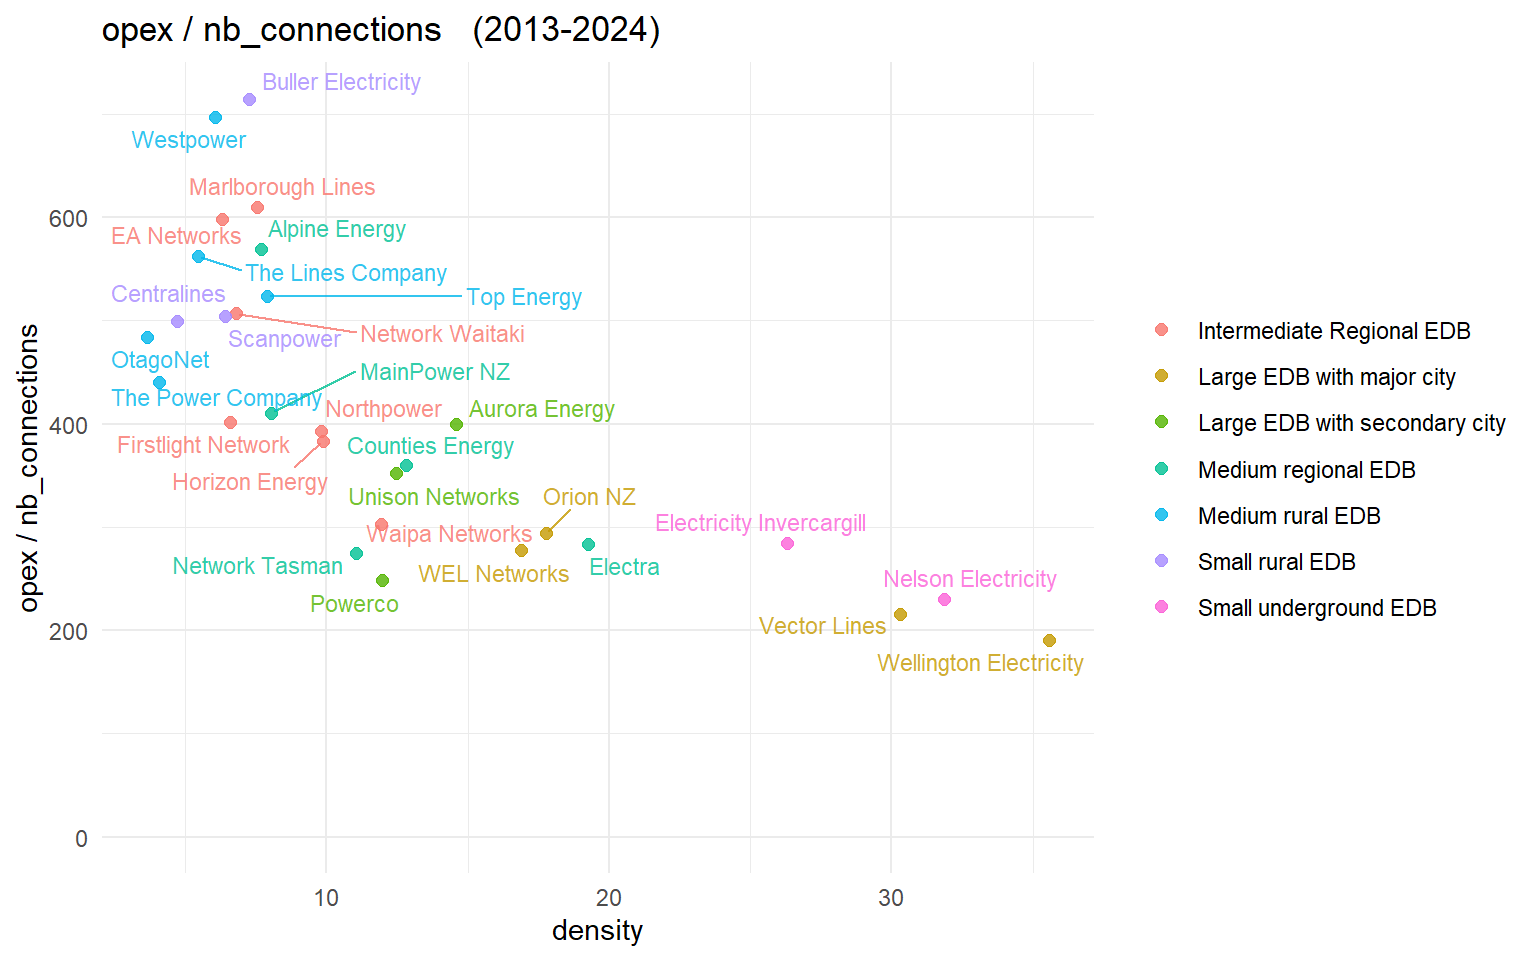 opex / nb_connections (2013-2024)
opex / nb_connections
600
400
200
0
Buller Electricity
Westpower
Marlborough Lines
Alpine Energy
EA Networks
The Lines Company
Centralines
Top Energy
Network Waitaki
Scanpower
OtagoNet
MainPower NZ
The Power Company
Northpower
Aurora Energy
Firstlight Network
Counties Energy
Horizon Energy
Unison Networks
Orion NZ
Electricity Invercargill
Waipa Networks
Network Tasman
WEL Networks
Electra
Nelson Electricity
Powerco
Vector Lines
Wellington Electricity
10
20
30
density
Intermediate Regional EDB
Large EDB with major city
Large EDB with secondary city
Medium regional EDB
Medium rural EDB
Small rural EDB
Small underground EDB